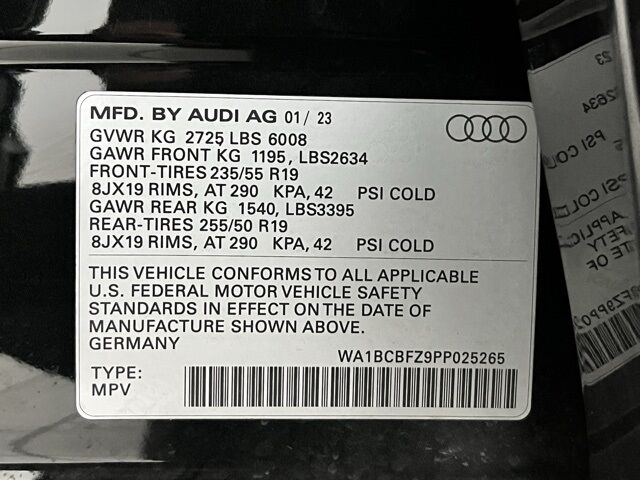 MFD. BY AUDI AG 01/ 23
GVWR KG 2725 LBS 6008
GAWR FRONT KG 1195, LBS2634
FRONT-TIRES 235/55 R19
8JX19 RIMS, AT 290 KPA, 42 PSI COLD
GAWR REAR KG 1540, LBS3395
REAR-TIRES 255/50 R19
8JX19 RIMS, AT 290 KPA, 42 PSI COLD
THIS VEHICLE CONFORMS TO ALL APPLICABLE
U.S. FEDERAL MOTOR VEHICLE SAFETY
STANDARDS IN EFFECT ON THE DATE OF
MANUFACTURE SHOWN ABOVE.
GERMANY
WA1BCBFZ9PP025265
TYPE:
MPV